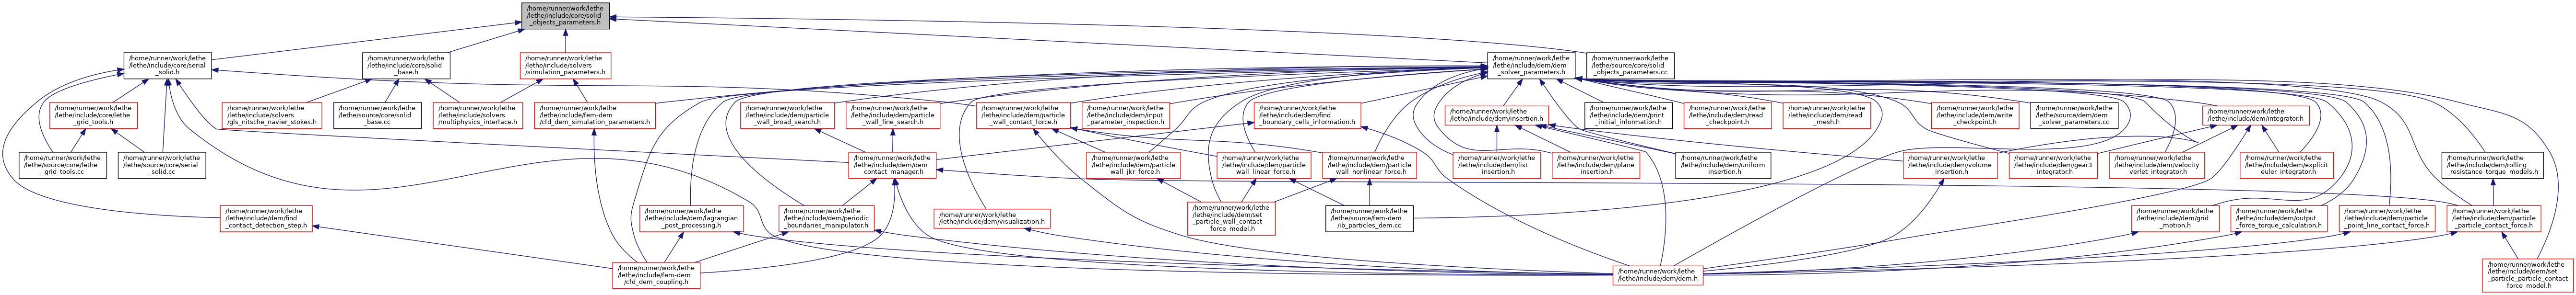 /home/runner/work/lethe
/lethe/include/core/solid
_objects_parameters.h
/home/runner/work/lethe
/lethe/include/core/serial
_solid.h
/home/runner/work/lethe
/lethe/include/core/solid
_base.h
/home/runner/work/lethe
/lethe/include/solvers
/simulation_parameters.h
/home/runner/work/lethe
/lethe/include/dem/dem
_solver_parameters.h
/home/runner/work/lethe
/lethe/source/core/solid
_objects_parameters.cc
/home/runner/work/lethe
/lethe/include/core/lethe
_grid_tools.h
/home/runner/work/lethe
/lethe/include/solvers
/gls_nitsche_navier_stokes.h
/home/runner/work/lethe
/lethe/source/core/solid
_base.cc
/home/runner/work/lethe
/lethe/include/solvers
/multiphysics_interface.h
/home/runner/work/lethe
/lethe/include/fem-dem
/cfd_dem_simulation_parameters.h
/home/runner/work/lethe
/lethe/include/dem/particle
_wall_broad_search.h
/home/runner/work/lethe
/lethe/include/dem/particle
_wall_fine_search.h
/home/runner/work/lethe
/lethe/include/dem/particle
_wall_contact_force.h
/home/runner/work/lethe
/lethe/include/dem/input
_parameter_inspection.h
/home/runner/work/lethe
/lethe/include/dem/find
_boundary_cells_information.h
/home/runner/work/lethe
/lethe/include/dem/insertion.h
/home/runner/work/lethe
/lethe/include/dem/print
_initial_information.h
/home/runner/work/lethe
/lethe/include/dem/read
_checkpoint.h
/home/runner/work/lethe
/lethe/include/dem/read
_mesh.h
/home/runner/work/lethe
/lethe/include/dem/write
_checkpoint.h
/home/runner/work/lethe
/lethe/source/dem/dem
_solver_parameters.cc
/home/runner/work/lethe
/lethe/include/dem/integrator.h
/home/runner/work/lethe
/lethe/source/core/lethe
_grid_tools.cc
/home/runner/work/lethe
/lethe/source/core/serial
_solid.cc
/home/runner/work/lethe
/lethe/include/dem/dem
_contact_manager.h
/home/runner/work/lethe
/lethe/include/dem/particle
_wall_jkr_force.h
/home/runner/work/lethe
/lethe/include/dem/particle
_wall_linear_force.h
/home/runner/work/lethe
/lethe/include/dem/particle
_wall_nonlinear_force.h
/home/runner/work/lethe
/lethe/include/dem/list
_insertion.h
/home/runner/work/lethe
/lethe/include/dem/plane
_insertion.h
/home/runner/work/lethe
/lethe/include/dem/uniform
_insertion.h
/home/runner/work/lethe
/lethe/include/dem/volume
_insertion.h
/home/runner/work/lethe
/lethe/include/dem/gear3
_integrator.h
/home/runner/work/lethe
/lethe/include/dem/velocity
_verlet_integrator.h
/home/runner/work/lethe
/lethe/include/dem/explicit
_euler_integrator.h
/home/runner/work/lethe
/lethe/include/dem/rolling
_resistance_torque_models.h
/home/runner/work/lethe
/lethe/include/dem/find
_contact_detection_step.h
/home/runner/work/lethe
/lethe/include/dem/lagrangian
_post_processing.h
/home/runner/work/lethe
/lethe/include/dem/periodic
_boundaries_manipulator.h
/home/runner/work/lethe
/lethe/include/dem/visualization.h
/home/runner/work/lethe
/lethe/include/dem/set
_particle_wall_contact
_force_model.h
/home/runner/work/lethe
/lethe/source/fem-dem
/ib_particles_dem.cc
/home/runner/work/lethe
/lethe/include/dem/grid
_motion.h
/home/runner/work/lethe
/lethe/include/dem/output
_force_torque_calculation.h
/home/runner/work/lethe
/lethe/include/dem/particle
_point_line_contact_force.h
/home/runner/work/lethe
/lethe/include/dem/particle
_particle_contact_force.h
/home/runner/work/lethe
/lethe/include/fem-dem
/cfd_dem_coupling.h
/home/runner/work/lethe
/lethe/include/dem/dem.h
/home/runner/work/lethe
/lethe/include/dem/set
_particle_particle_contact
_force_model.h